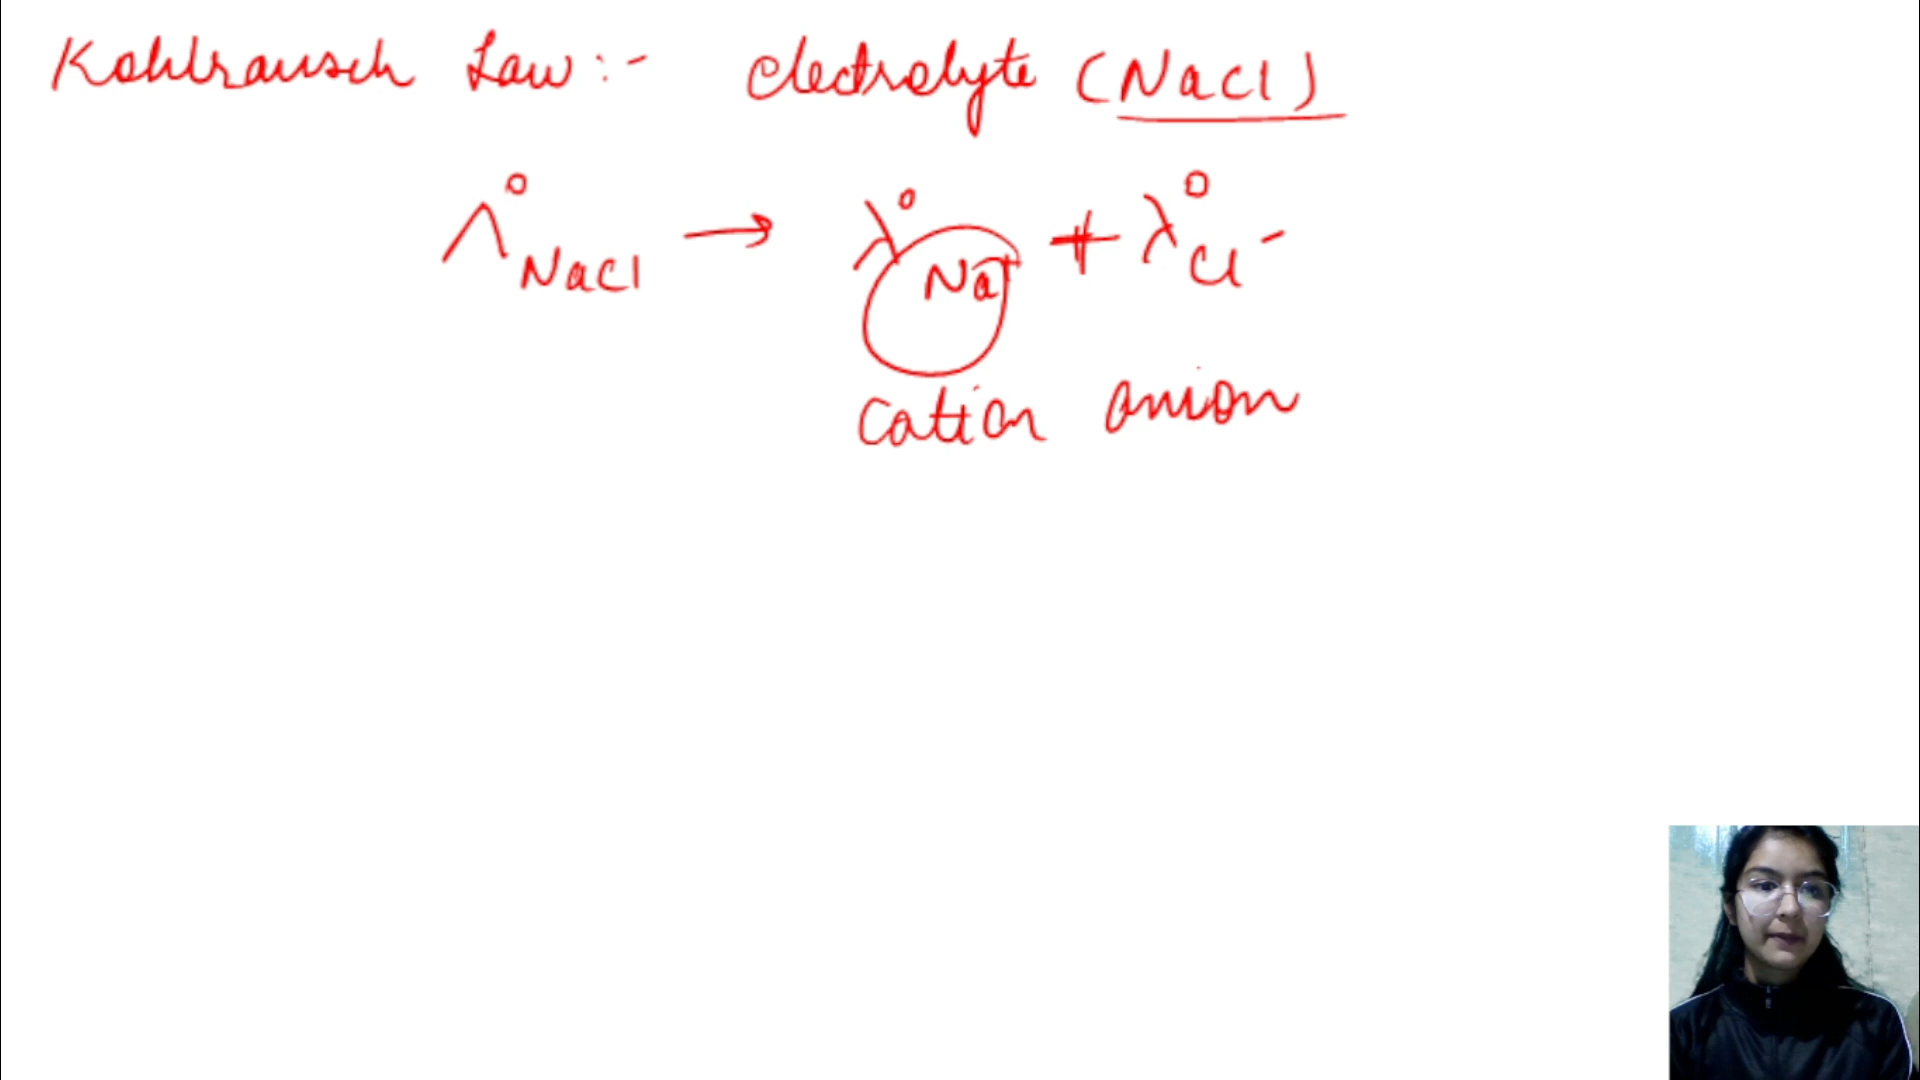 Kohlrausch Law :- electrolyte (NaCl)
Λ°NaCl → λ°Na+ + λ°Cl-
cation anion